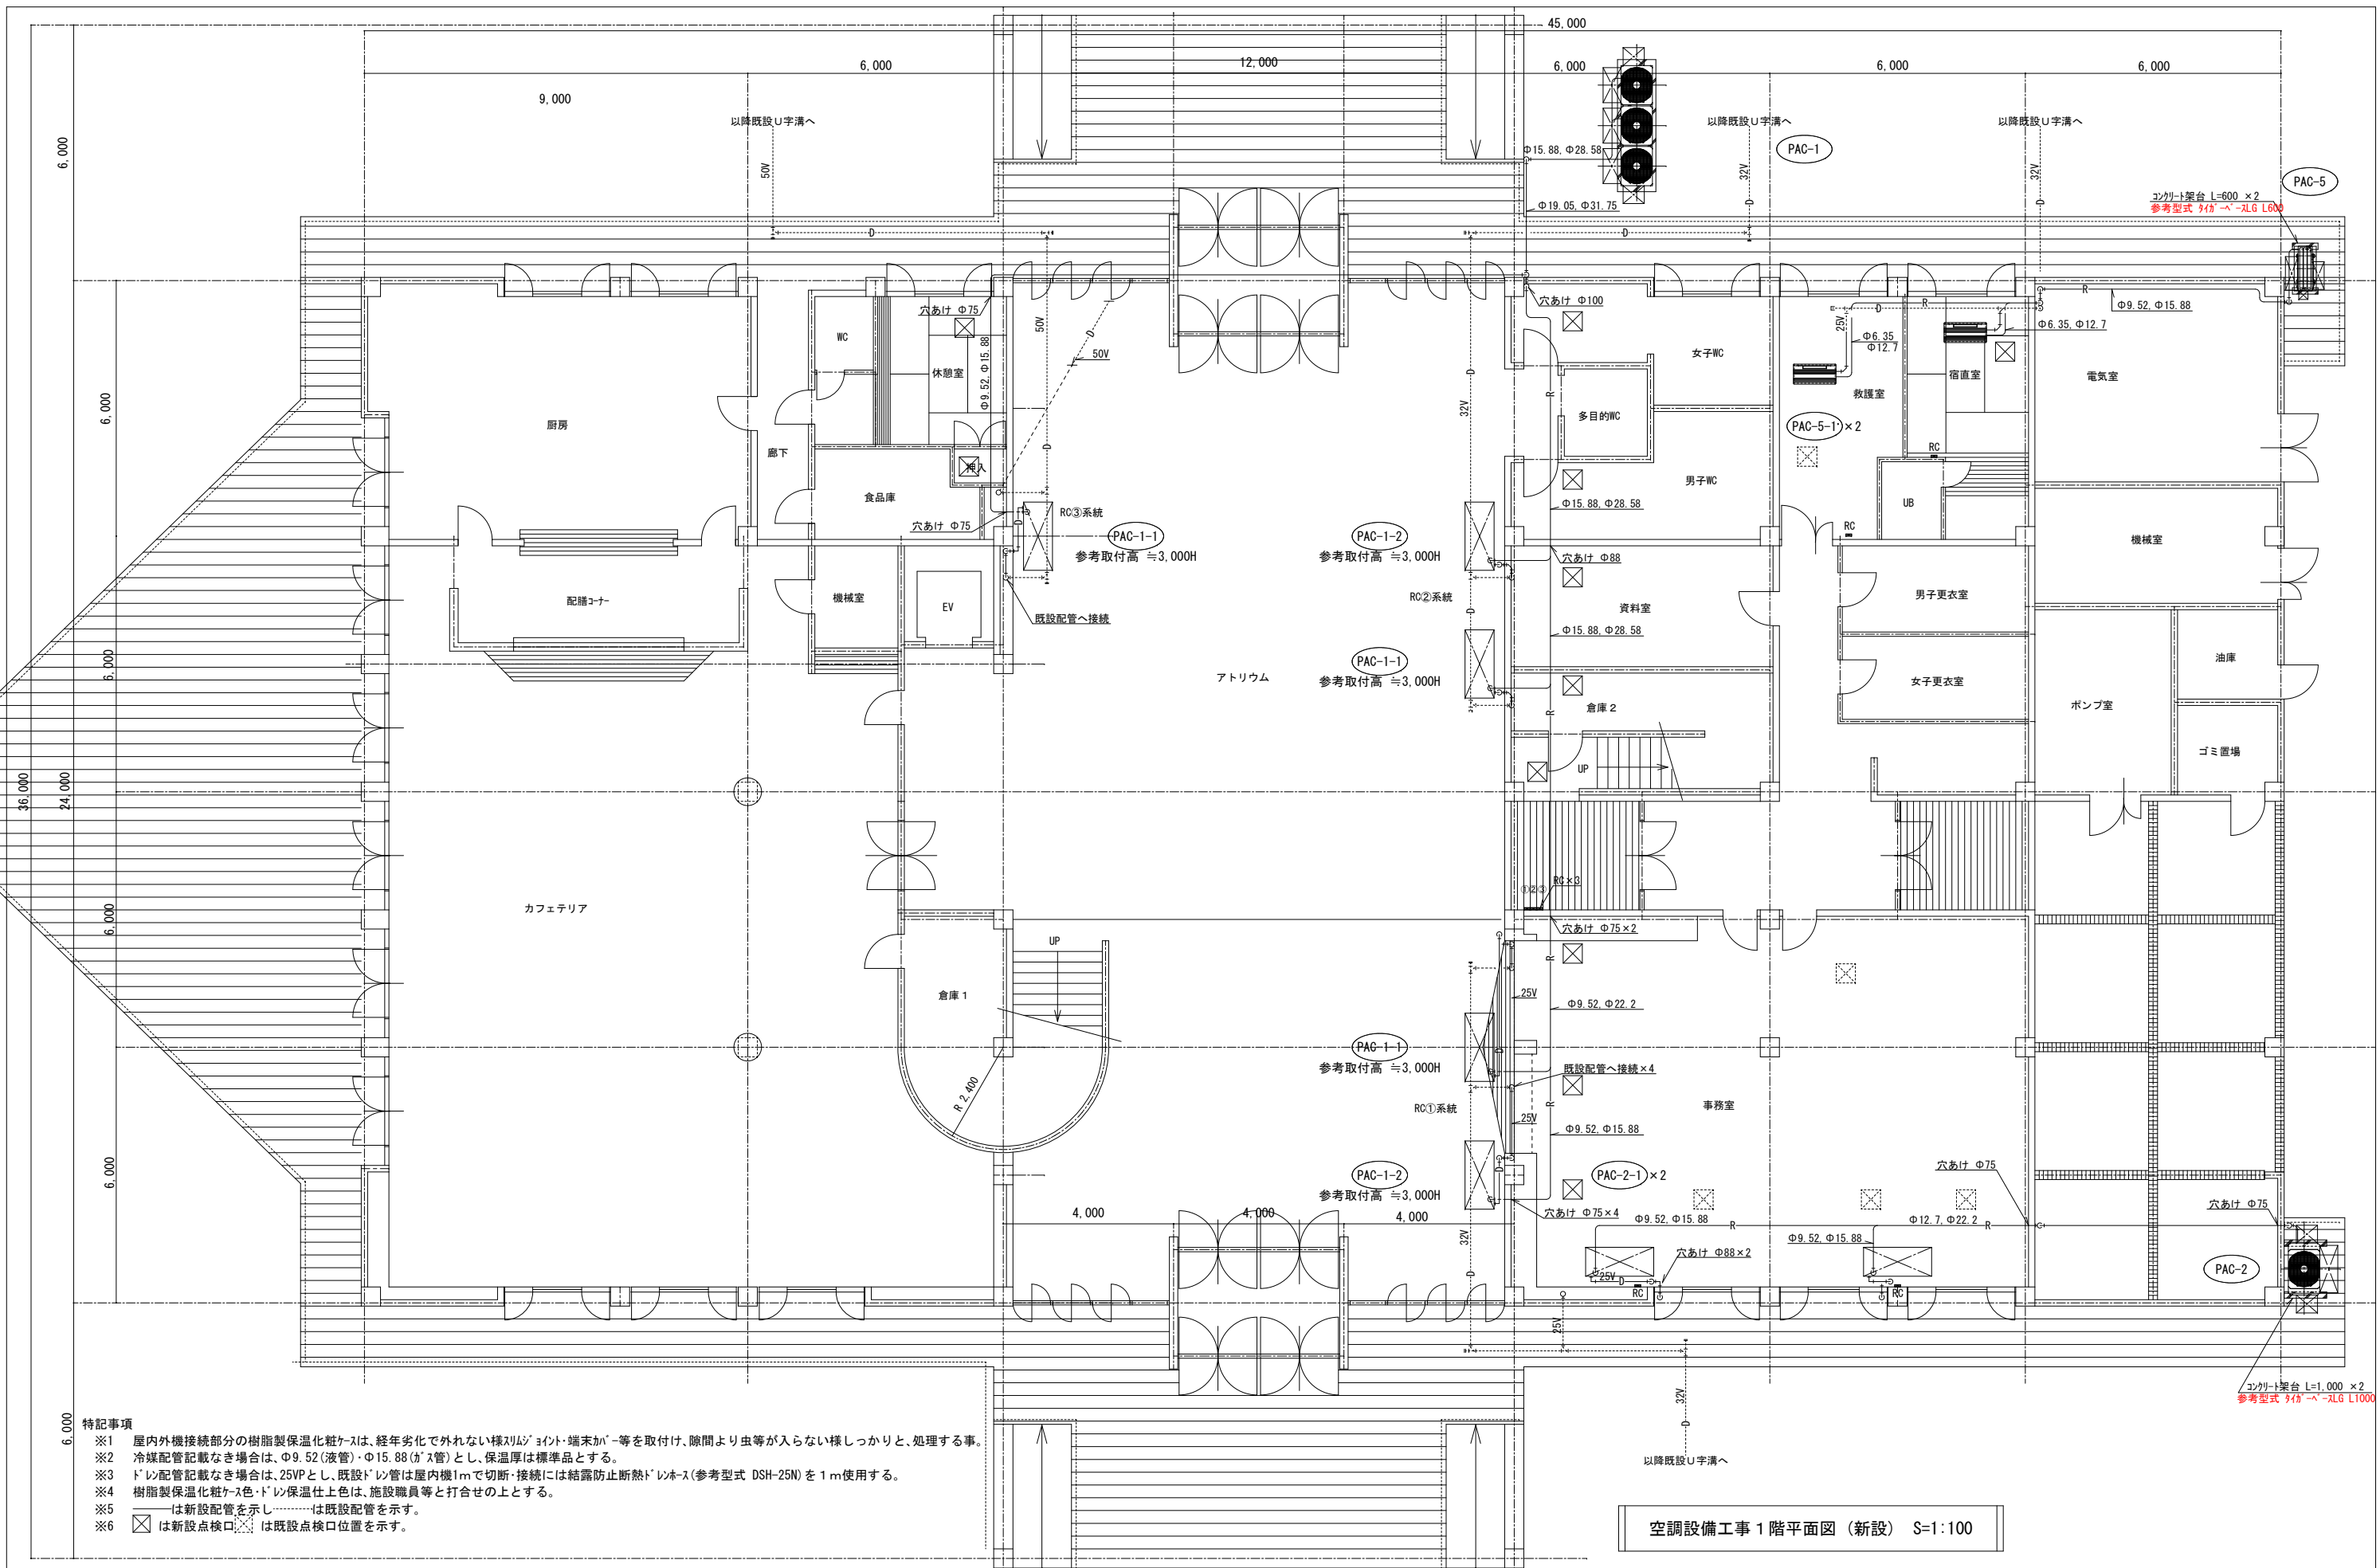 45,000
6,000
12,000
6,000
6,000
6,000
9,000
以降既設U字溝へ
以降既設U字溝へ
以降既設U字溝へ
6,000
50V
Φ15.88,Φ28.58
PAC-1
32V
32V
PAC-5
コンクリート架台 L=600 ×2
参考型式 タイガーベースLG L600
Φ19.05,Φ31.75
D
D
D
D
穴あけ Φ75
穴あけ Φ100
R
Φ9.52,Φ15.88
WC
50V
D
50V
女子WC
25V
D
R
Φ6.35,Φ12.7
Φ6.35
Φ12.7
休憩室
Φ9.52,Φ15.88
宿直室
電気室
救護室
6,000
厨房
32V
D
R
多目的WC
PAC-5-1 ×2
廊下
D
RC
押入
男子WC
食品庫
UB
Φ15.88,Φ28.58
RC③系統
穴あけ Φ75
D
PAC-1-1
参考取付高 ≒3,000H
PAC-1-2
参考取付高 ≒3,000H
RC
機械室
穴あけ Φ88
配膳コーナー
機械室
EV
RC②系統
D
資料室
男子更衣室
既設配管へ接続
Φ15.88,Φ28.58
6,000
PAC-1-1
参考取付高 ≒3,000H
アトリウム
油庫
女子更衣室
倉庫2
R
ポンプ室
ゴミ置場
UP
36,000
24,000
①②③
RC×3
カフェテリア
6,000
穴あけ Φ75×2
UP
R
倉庫1
25V
Φ9.52,Φ22.2
PAC-1-1
参考取付高 ≒3,000H
D
既設配管へ接続×4
R 2,400
RC①系統
R
25V
事務室
Φ9.52,Φ15.88
6,000
PAC-1-2
参考取付高 ≒3,000H
D
PAC-2-1 ×2
穴あけ Φ75
穴あけ Φ75
4,000
4,000
4,000
穴あけ Φ75×4
Φ9.52,Φ15.88
R
Φ12.7,Φ22.2
R
32V
D
Φ9.52,Φ15.88
穴あけ Φ88×2
25V
D
PAC-2
RC
RC
25V
コンクリート架台 L=1,000 ×2
参考型式 タイガーベースLG L1000
32V
D
以降既設U字溝へ
6,000
特記事項
※1 屋内外機接続部分の樹脂製保温化粧ケースは、経年劣化で外れない様スリムジョイント・端末カバー等を取付け、隙間より虫等が入らない様しっかりと、処理する事。
※2 冷媒配管記載なき場合は、Φ9.52(液管)・Φ15.88(ガス管)とし、保温厚は標準品とする。
※3 ドレン配管記載なき場合は、25VPとし、既設ドレン管は屋内機1mで切断・接続には結露防止断熱ドレンホース(参考型式 DSH-25N)を1m使用する。
※4 樹脂製保温化粧ケース色・ドレン保温仕上色は、施設職員等と打合せの上とする。
※5 は新設配管を示し は既設配管を示す。
※6 は新設点検口 は既設点検口位置を示す。
空調設備工事1階平面図(新設) S=1:100